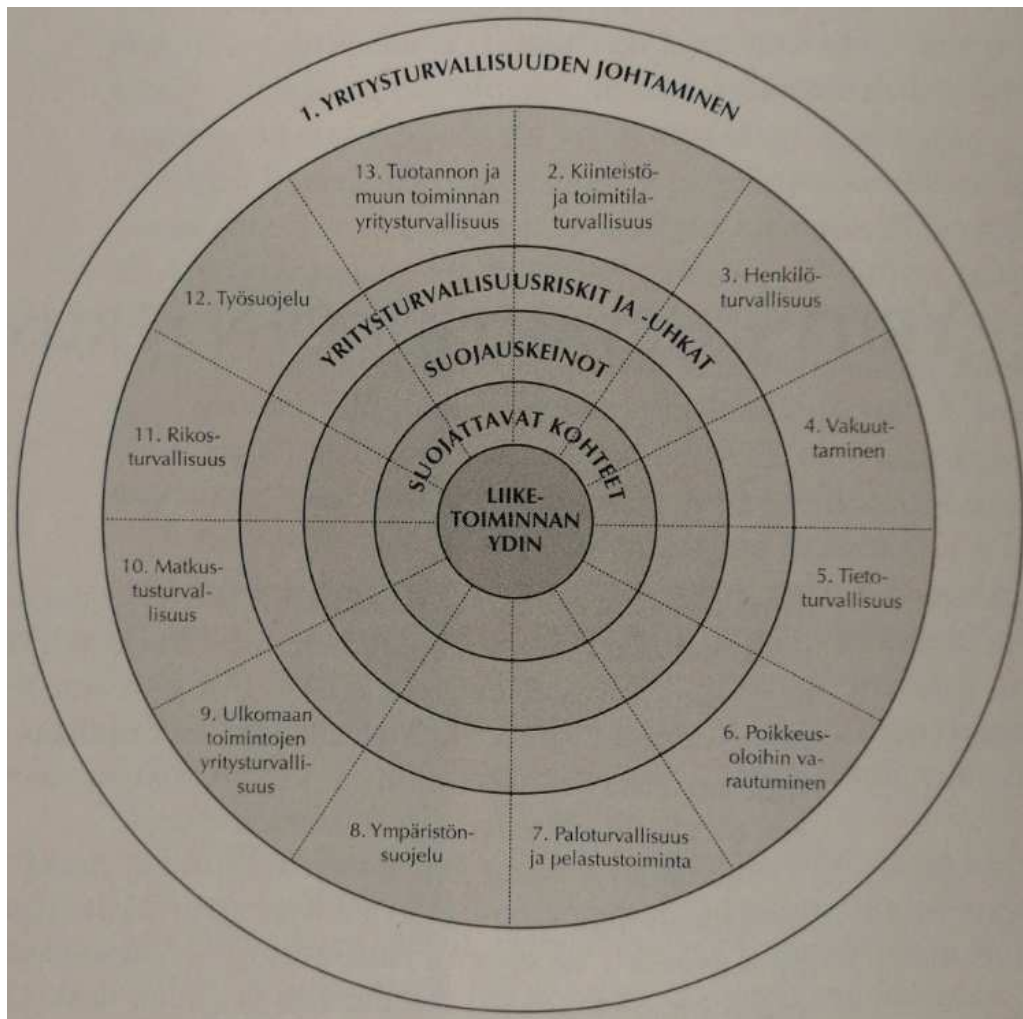 1. YRITYSTURVALLISUUDEN JOHTAMINEN
2. Kiinteistö-
ja toimitila-
turvallisuus
3. Henkilö-
turvallisuus
4. Vakuut-
taminen
5. Tieto-
turvallisuus
6. Poikkeus-
oloihin va-
rautuminen
7. Paloturvallisuus
ja pelastustoiminta
8. Ympäristön-
suojelu
9. Ulkomaan
toimintojen
yritysturvalli-
suus
10. Matkus-
tusturval-
lisuus
11. Rikos-
turvallisuus
12. Työsuojelu
13. Tuotannon ja
muun toiminnan
yritysturvallisuus
YRITYSTURVALLISUUSRISKIT JA -UHKAT
SUOJAUSKEINOT
SUOJATTAVAT KOHTEET
LIIKE-
TOIMINNAN
YDIN